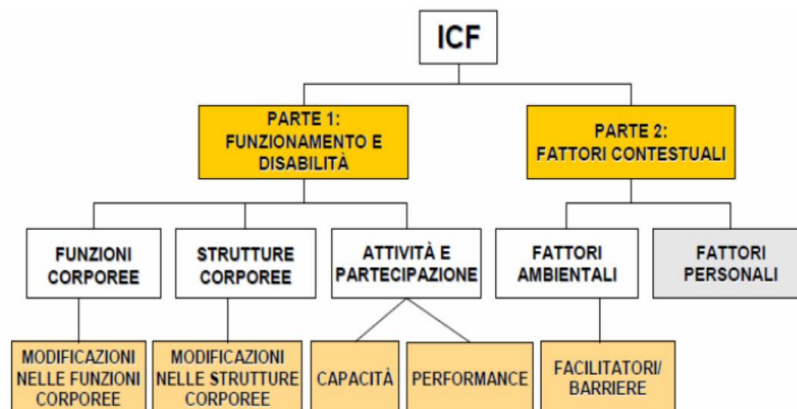 ICF
PARTE 1:
FUNZIONAMENTO E
DISABILITÀ
PARTE 2:
FATTORI CONTESTUALI
FUNZIONI
CORPOREE
STRUTTURE
CORPOREE
ATTIVITÀ E
PARTECIPAZIONE
FATTORI
AMBIENTALI
FATTORI
PERSONALI
MODIFICAZIONI
NELLE FUNZIONI
CORPOREE
MODIFICAZIONI
NELLE STRUTTURE
CORPOREE
CAPACITÀ
PERFORMANCE
FACILITATORI/
BARRIERE